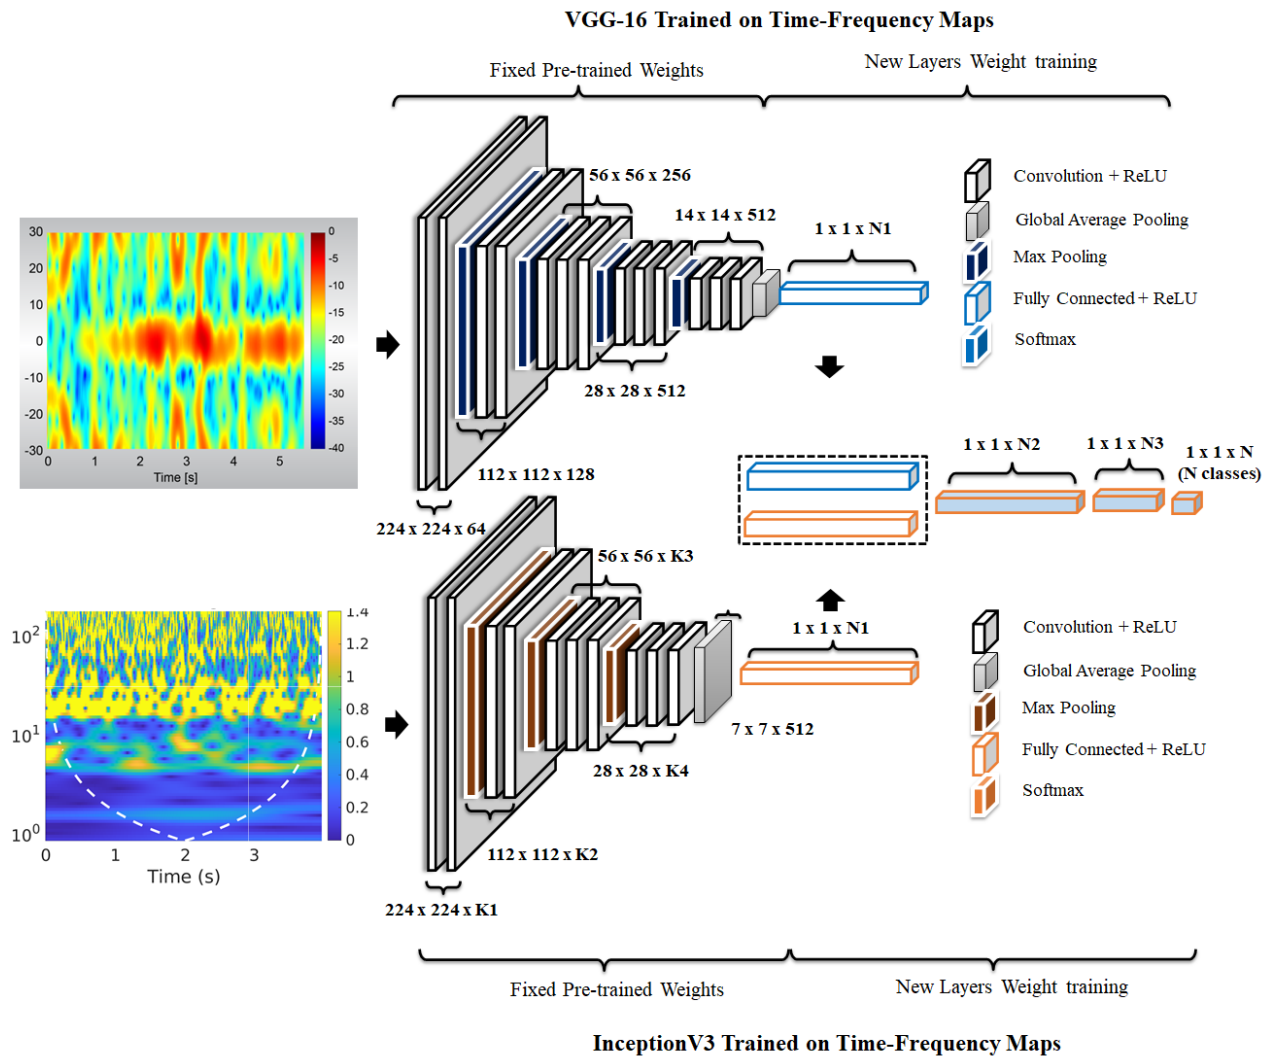 VGG-16 Trained on Time-Frequency Maps
Fixed Pre-trained Weights
New Layers Weight training
56 x 56 x 256
14 x 14 x 512
1 x 1 x N1
28 x 28 x 512
112 x 112 x 128
224 x 224 x 64
Convolution + ReLU
Global Average Pooling
Max Pooling
Fully Connected + ReLU
Softmax
30
20
10
0
-10
-20
-30
0 1 2 3 4 5
Time [s]
0
-5
-10
-15
-20
-25
-30
-35
-40
1 x 1 x N2
1 x 1 x N3
1 x 1 x N
(N classes)
10²
10¹
10⁰
0 1 2 3
Time (s)
1.4
1.2
1
0.8
0.6
0.4
0.2
0
56 x 56 x K3
1 x 1 x N1
7 x 7 x 512
28 x 28 x K4
112 x 112 x K2
224 x 224 x K1
Convolution + ReLU
Global Average Pooling
Max Pooling
Fully Connected + ReLU
Softmax
Fixed Pre-trained Weights
New Layers Weight training
InceptionV3 Trained on Time-Frequency Maps